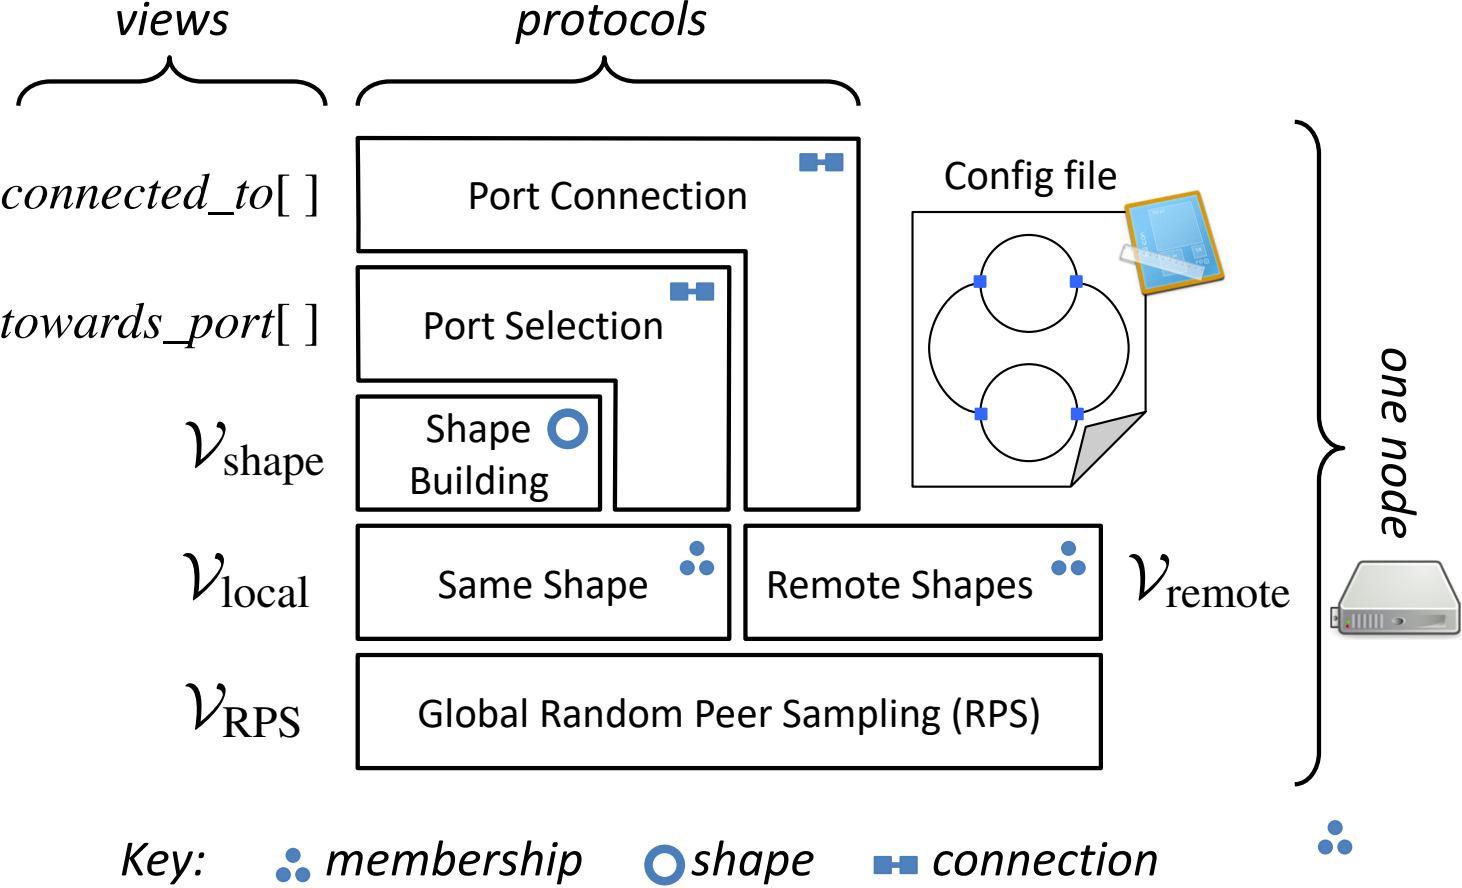 views
protocols
connected_to[ ]
Port Connection
Config file
towards_port[ ]
Port Selection
𝒱shape
Shape
Building
one node
𝒱local
Same Shape
Remote Shapes
𝒱remote
𝒱RPS
Global Random Peer Sampling (RPS)
Key: membership shape connection